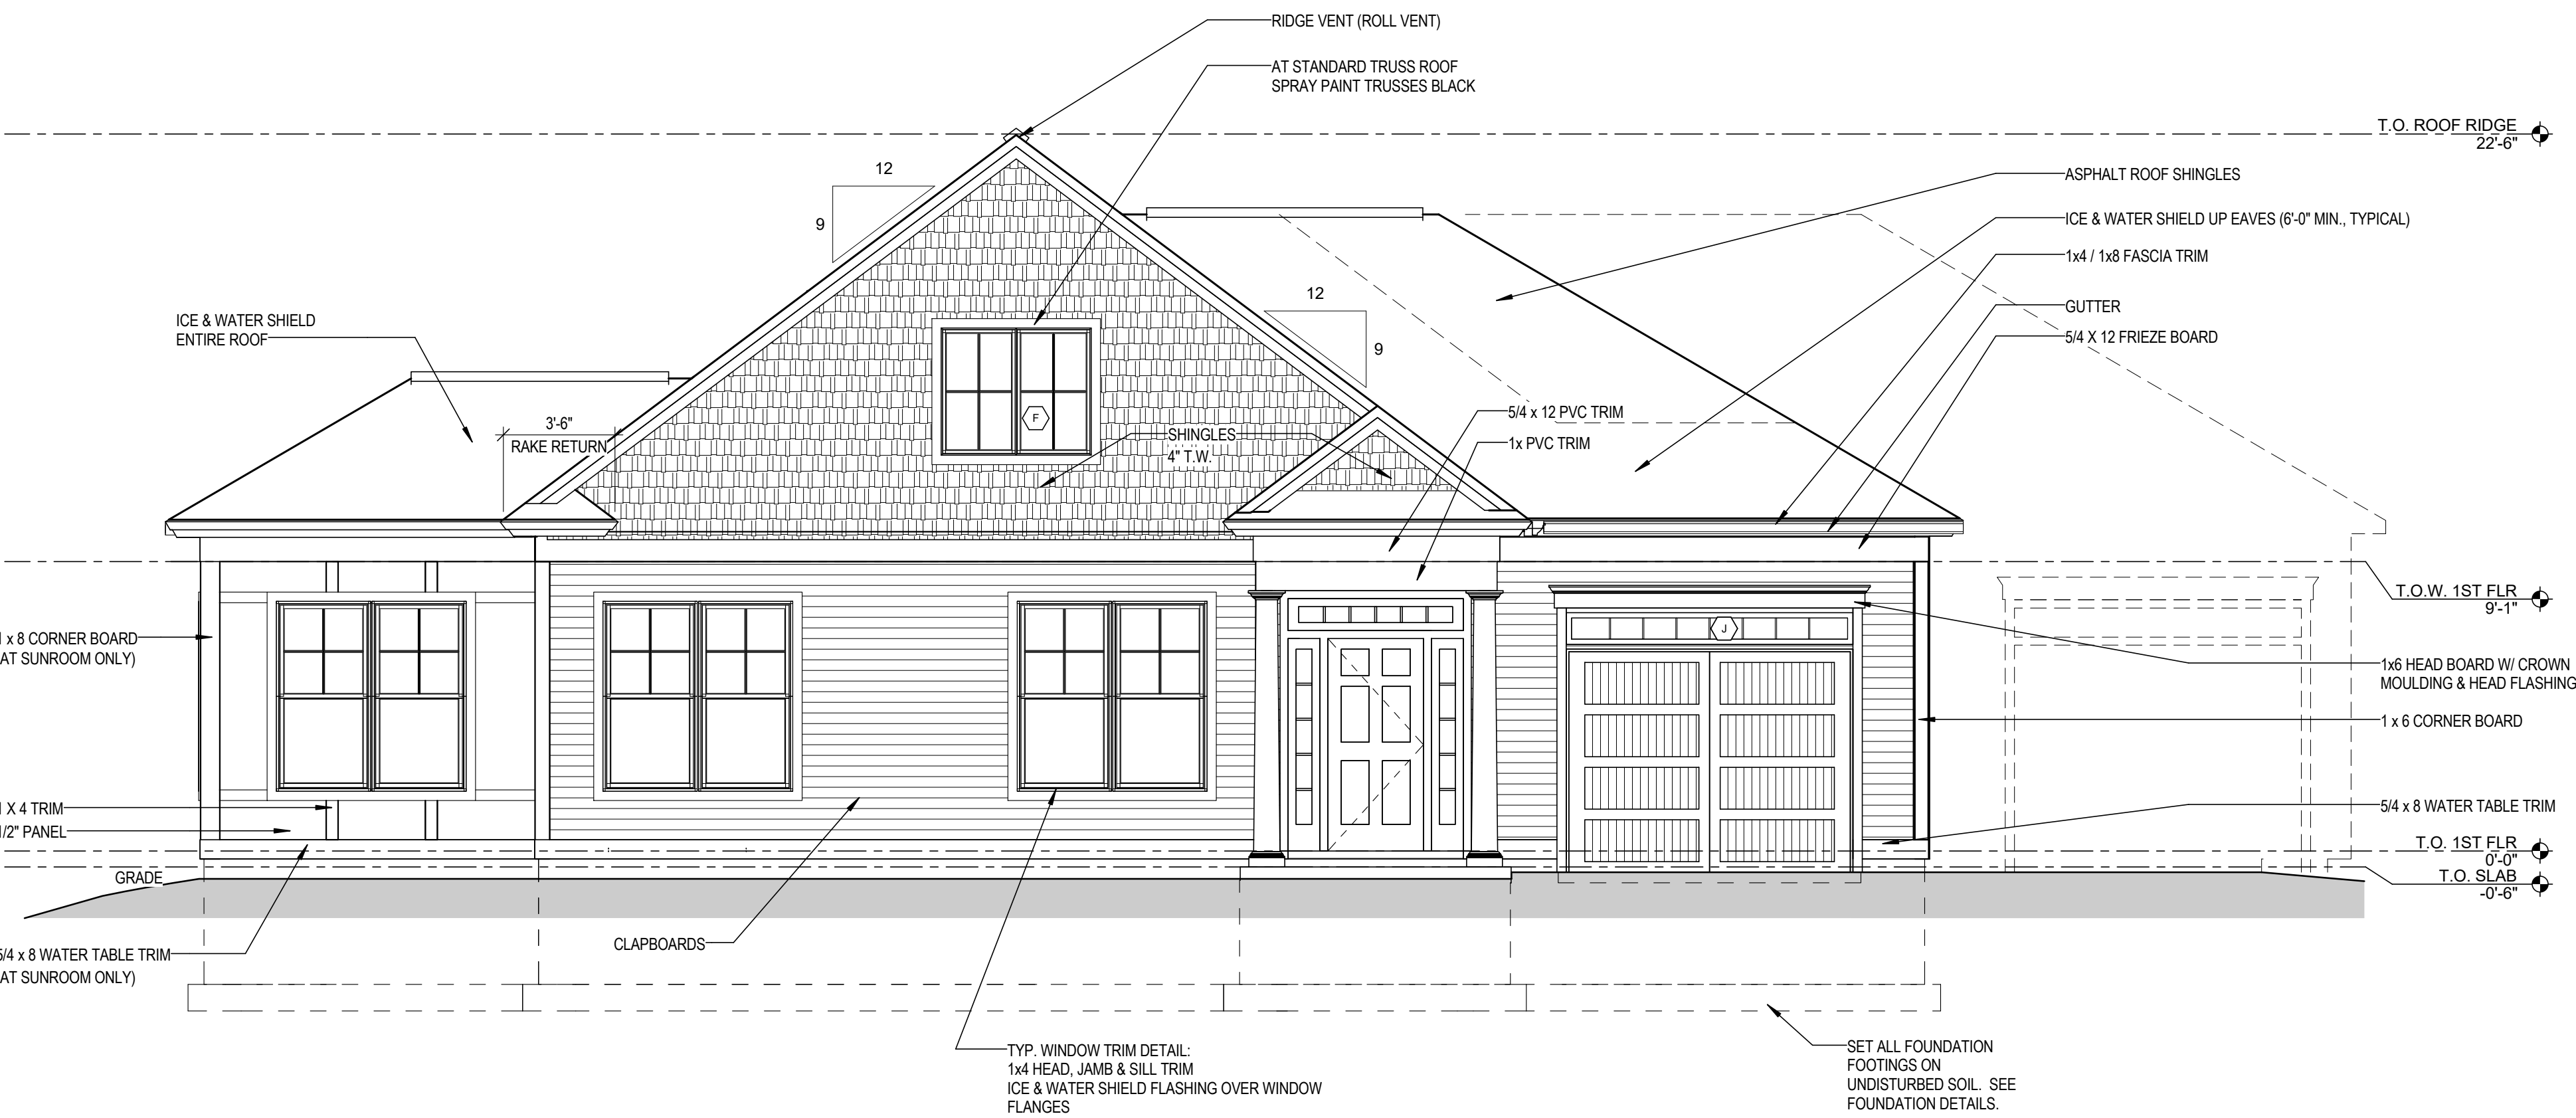 RIDGE VENT (ROLL VENT)
AT STANDARD TRUSS ROOF
SPRAY PAINT TRUSSES BLACK
T.O. ROOF RIDGE
22'-6"
12
9
ASPHALT ROOF SHINGLES
ICE & WATER SHIELD UP EAVES (6'-0" MIN., TYPICAL)
1x4 / 1x8 FASCIA TRIM
GUTTER
5/4 X 12 FRIEZE BOARD
12
9
ICE & WATER SHIELD
ENTIRE ROOF
3'-6"
RAKE RETURN
F
SHINGLES
4" T.W.
5/4 x 12 PVC TRIM
1x PVC TRIM
T.O.W. 1ST FLR
9'-1"
x 8 CORNER BOARD
AT SUNROOM ONLY)
J
1x6 HEAD BOARD W/ CROWN
MOULDING & HEAD FLASHING
1 x 6 CORNER BOARD
X 4 TRIM
/2" PANEL
5/4 x 8 WATER TABLE TRIM
T.O. 1ST FLR
0'-0"
T.O. SLAB
-0'-6"
GRADE
5/4 x 8 WATER TABLE TRIM
AT SUNROOM ONLY)
CLAPBOARDS
TYP. WINDOW TRIM DETAIL:
1x4 HEAD, JAMB & SILL TRIM
ICE & WATER SHIELD FLASHING OVER WINDOW
FLANGES
SET ALL FOUNDATION
FOOTINGS ON
UNDISTURBED SOIL. SEE
FOUNDATION DETAILS.